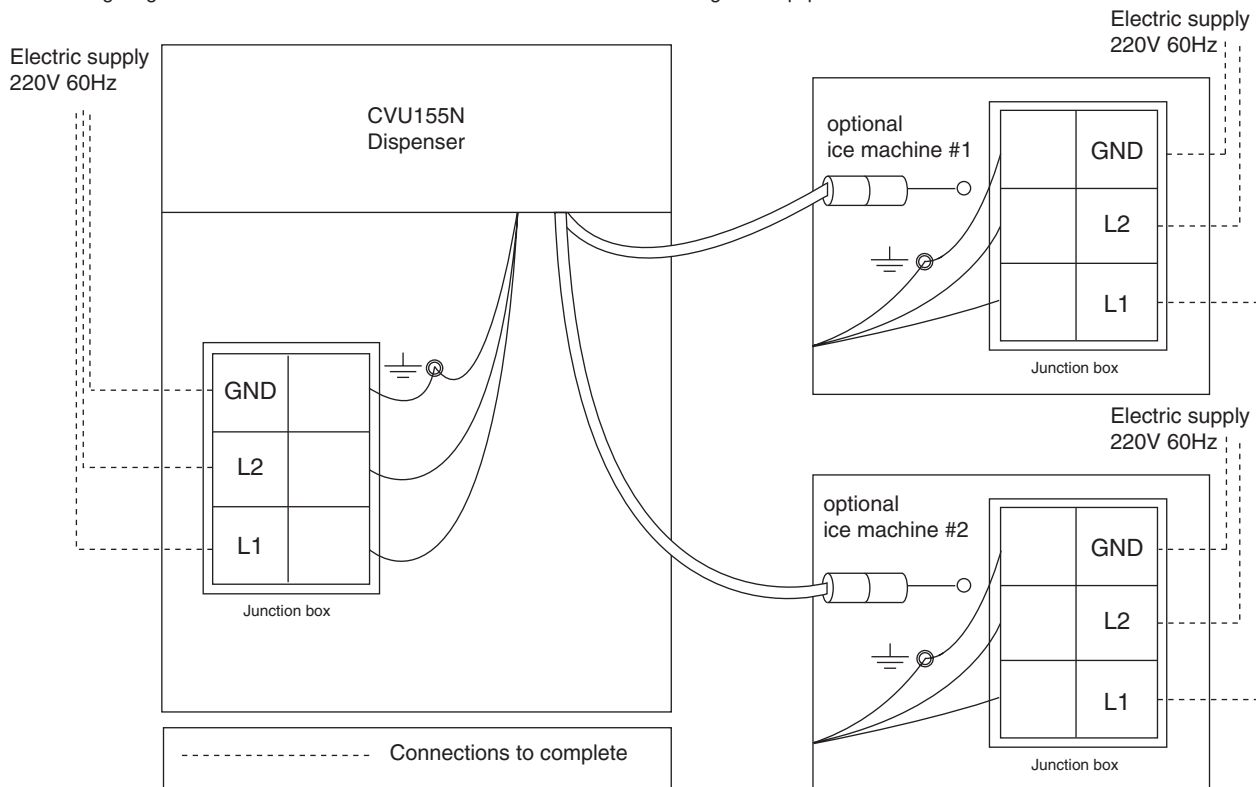 Electric supply
220V 60Hz
CVU155N
Dispenser
GND
L2
L1
Junction box
Connections to complete
Electric supply
220V 60Hz
optional
ice machine #1
GND
L2
L1
Junction box
Electric supply
220V 60Hz
optional
ice machine #2
GND
L2
L1
Junction box